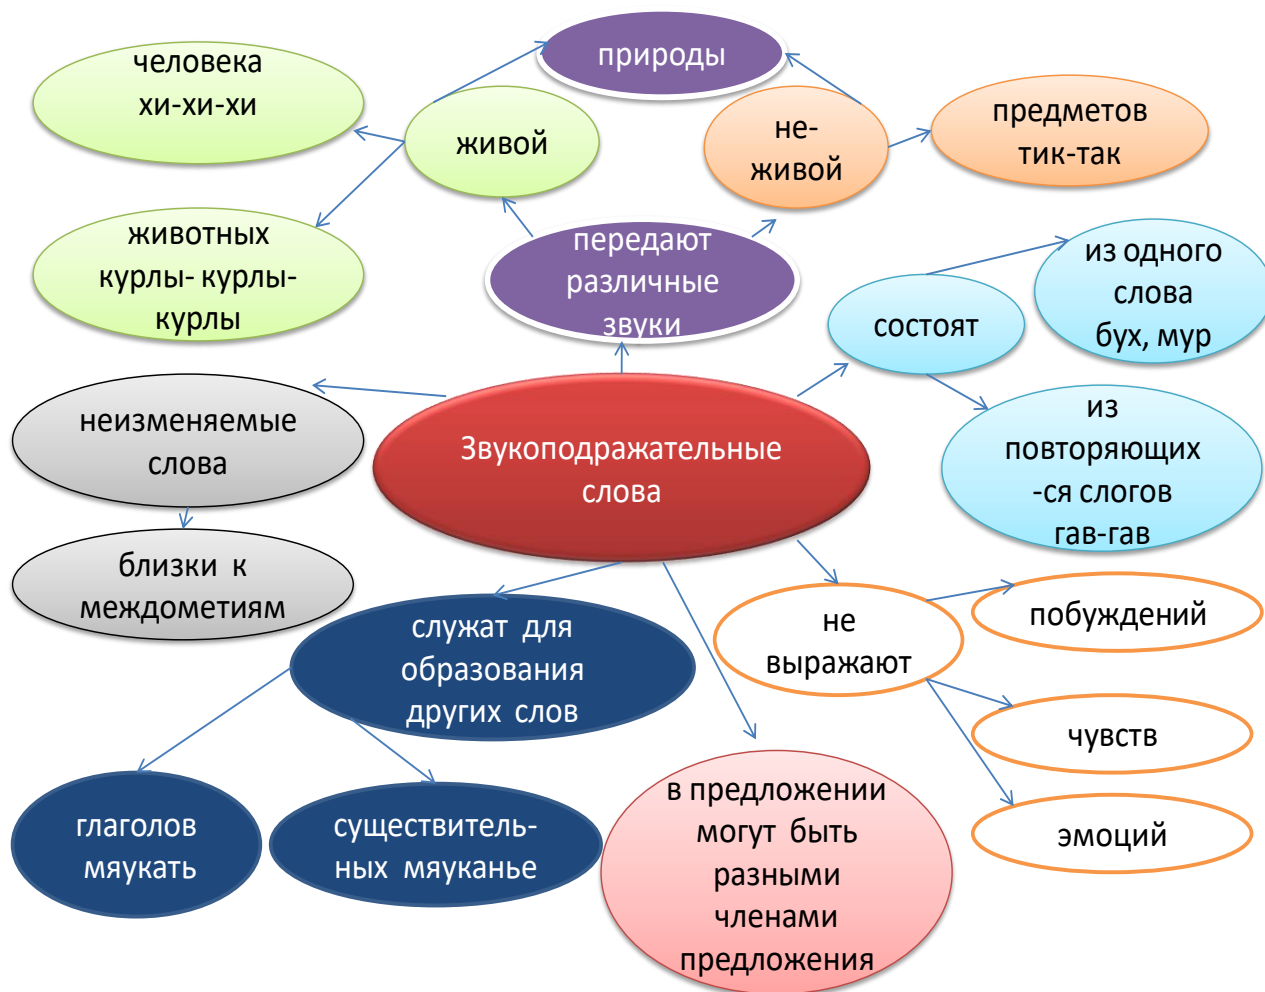 природы
человека
хи-хи-хи
живой
не-
живой
предметов
тик-так
животных
курлы- курлы-
курлы
передают
различные
звуки
состоят
из одного
слова
бух, мур
неизменяемые
слова
Звукоподражательные
слова
из
повторяющих
-ся слогов
гав-гав
близки к
междометиям
служат для
образования
других слов
не
выражают
побуждений
чувств
эмоций
глаголов
мяукать
существитель-
ных мяуканье
в предложении
могут быть
разными
членами
предложения